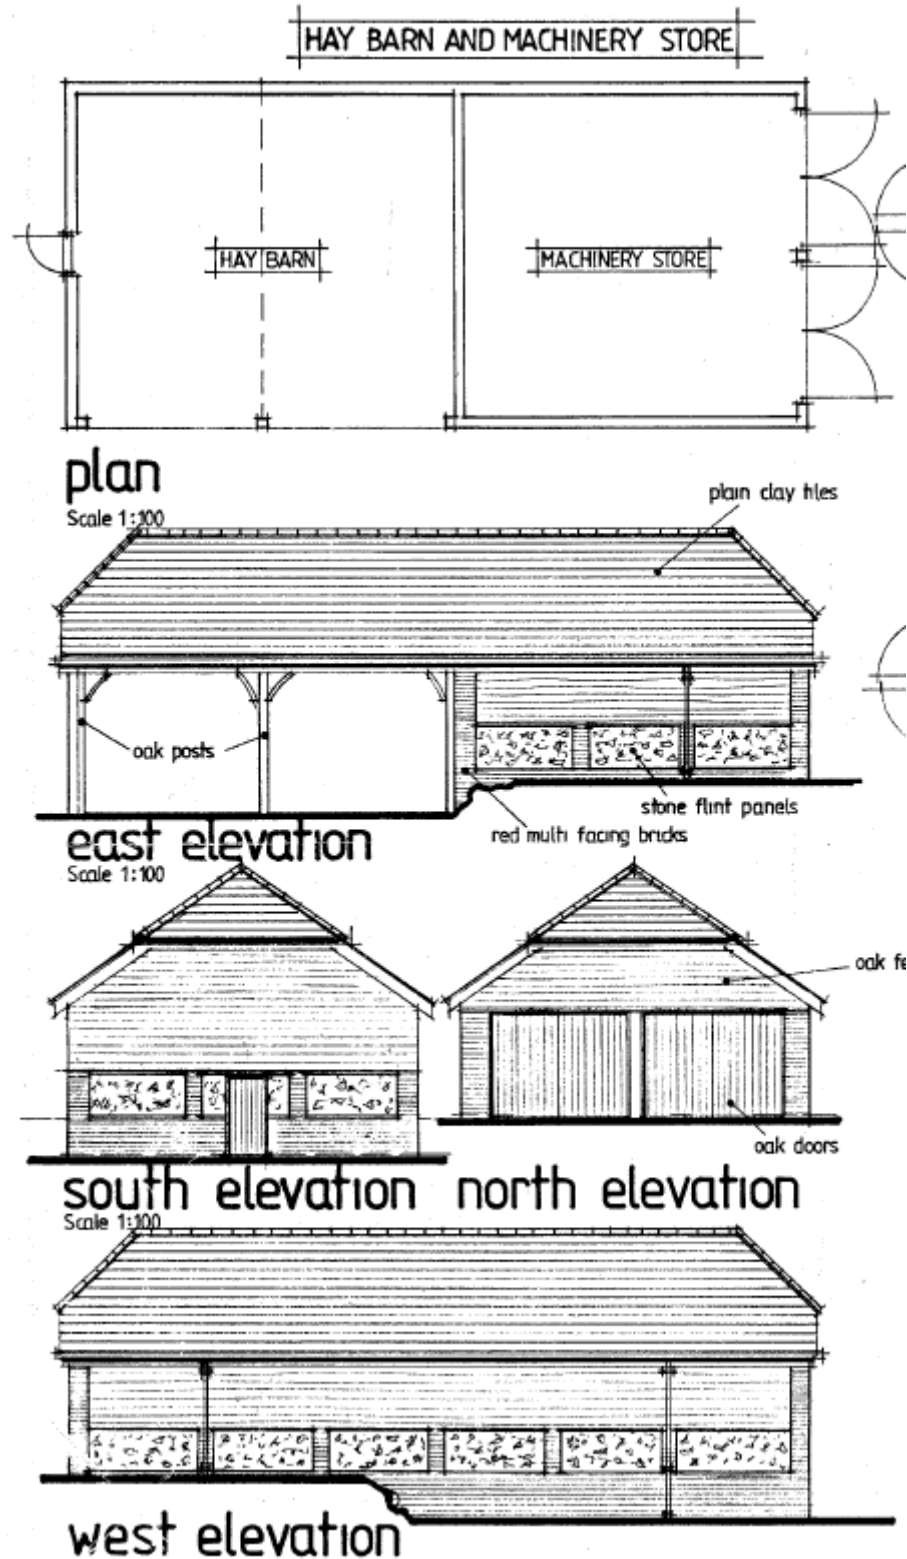 HAY BARN AND MACHINERY STORE
HAY BARN
MACHINERY STORE
plan
Scale 1:100
plain clay tiles
oak posts
stone flint panels
red multi facing bricks
east elevation
Scale 1:100
oak fe
oak doors
south elevation
north elevation
Scale 1:100
west elevation